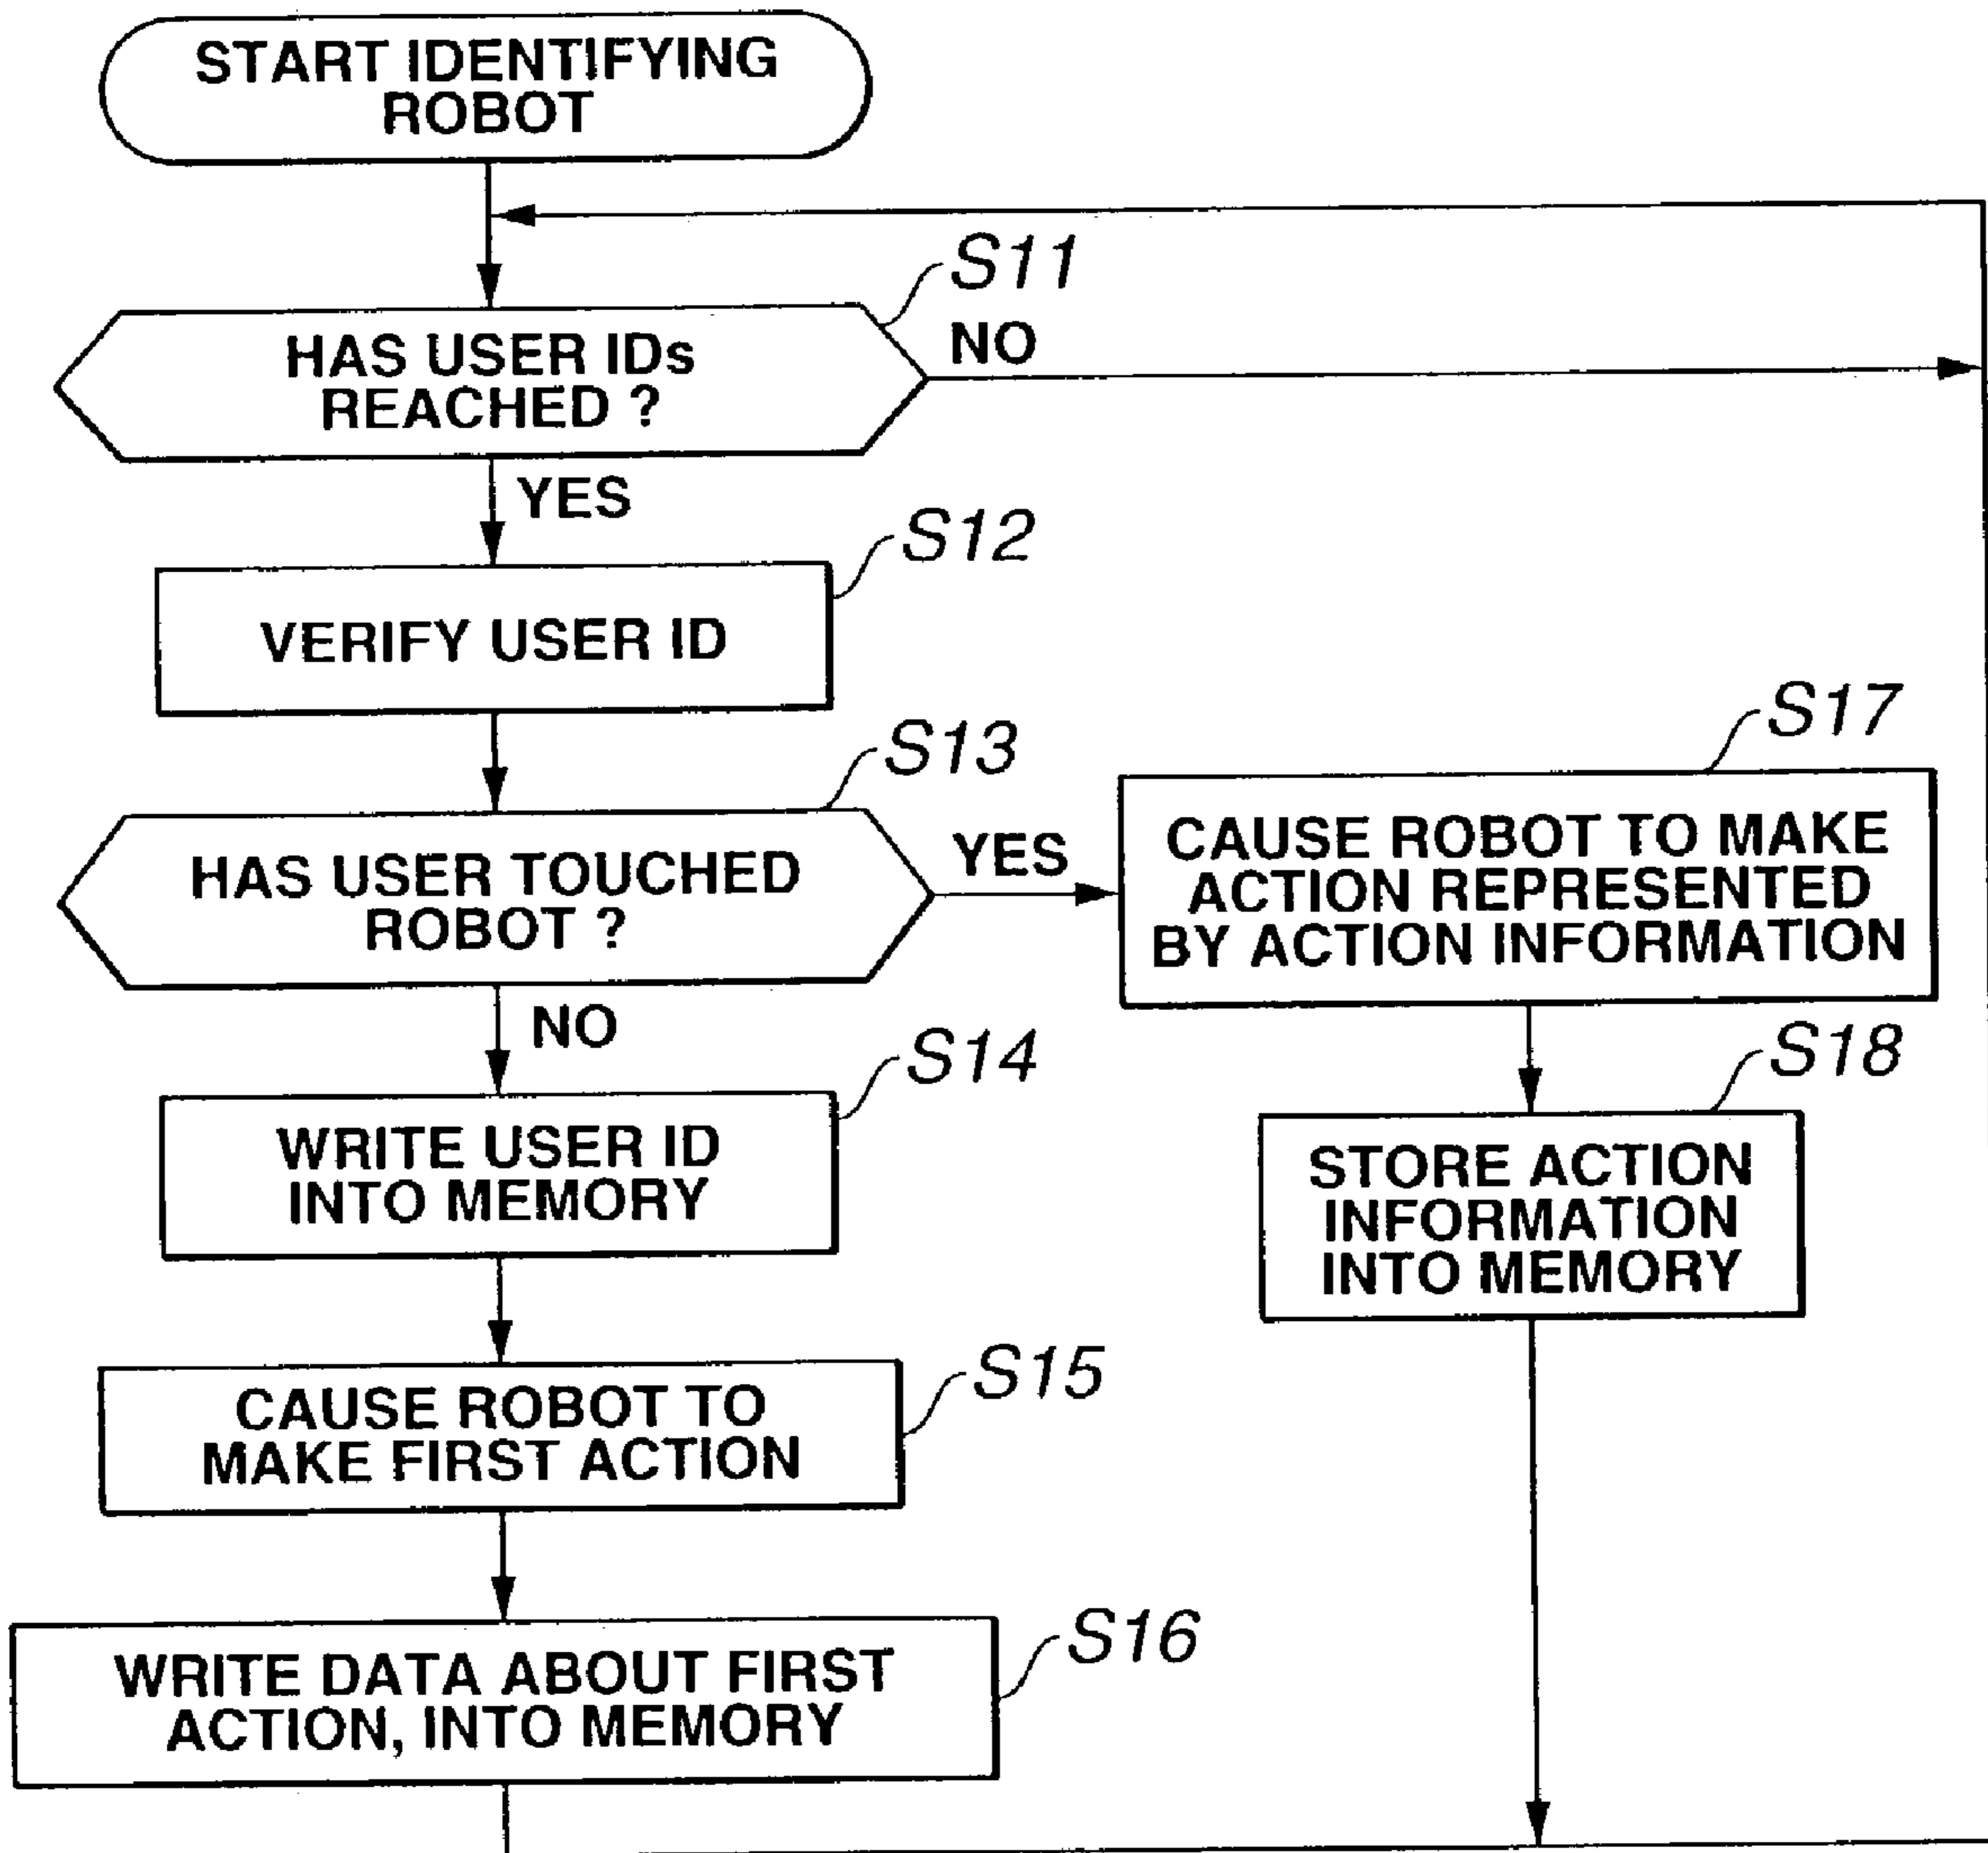 START IDENTIFYING
ROBOT
S11
HAS USER IDs
REACHED ?
NO
YES
S12
VERIFY USER ID
S13
HAS USER TOUCHED
ROBOT ?
YES
NO
S17
CAUSE ROBOT TO MAKE
ACTION REPRESENTED
BY ACTION INFORMATION
S14
WRITE USER ID
INTO MEMORY
S18
STORE ACTION
INFORMATION
INTO MEMORY
S15
CAUSE ROBOT TO
MAKE FIRST ACTION
S16
WRITE DATA ABOUT FIRST
ACTION, INTO MEMORY